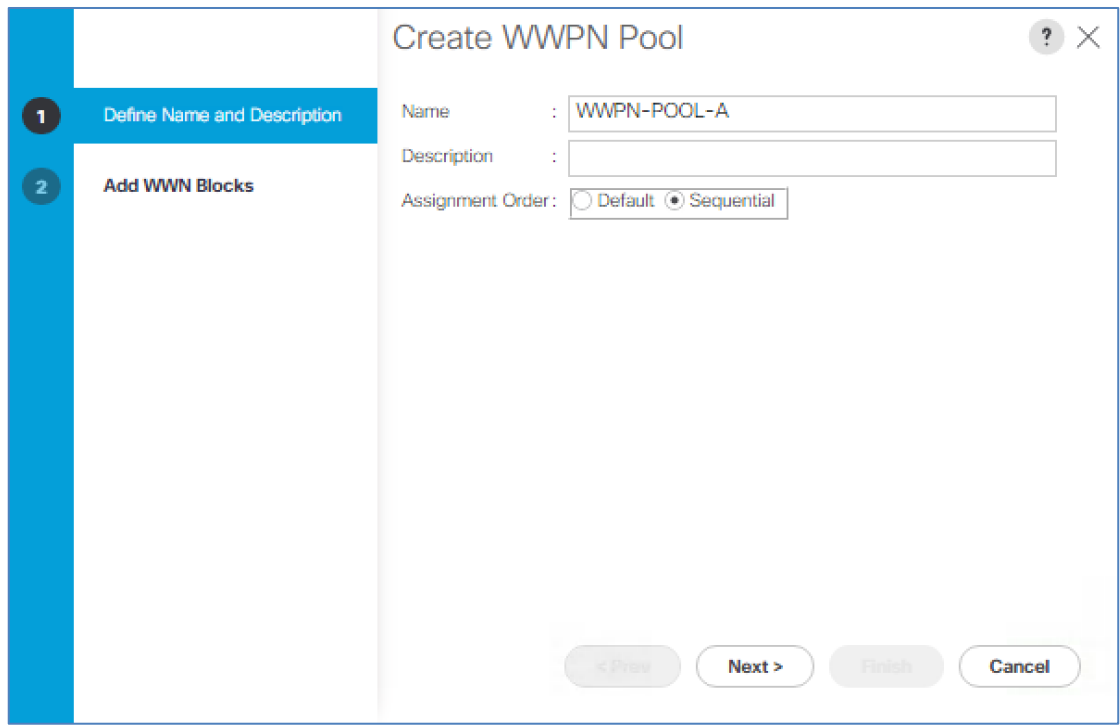 Create WWPN Pool
?
1
Define Name and Description
2
Add WWN Blocks
Name :
WWPN-POOL-A
Description :
Assignment Order:
Default
Sequential
< Prev
Next >
Finish
Cancel